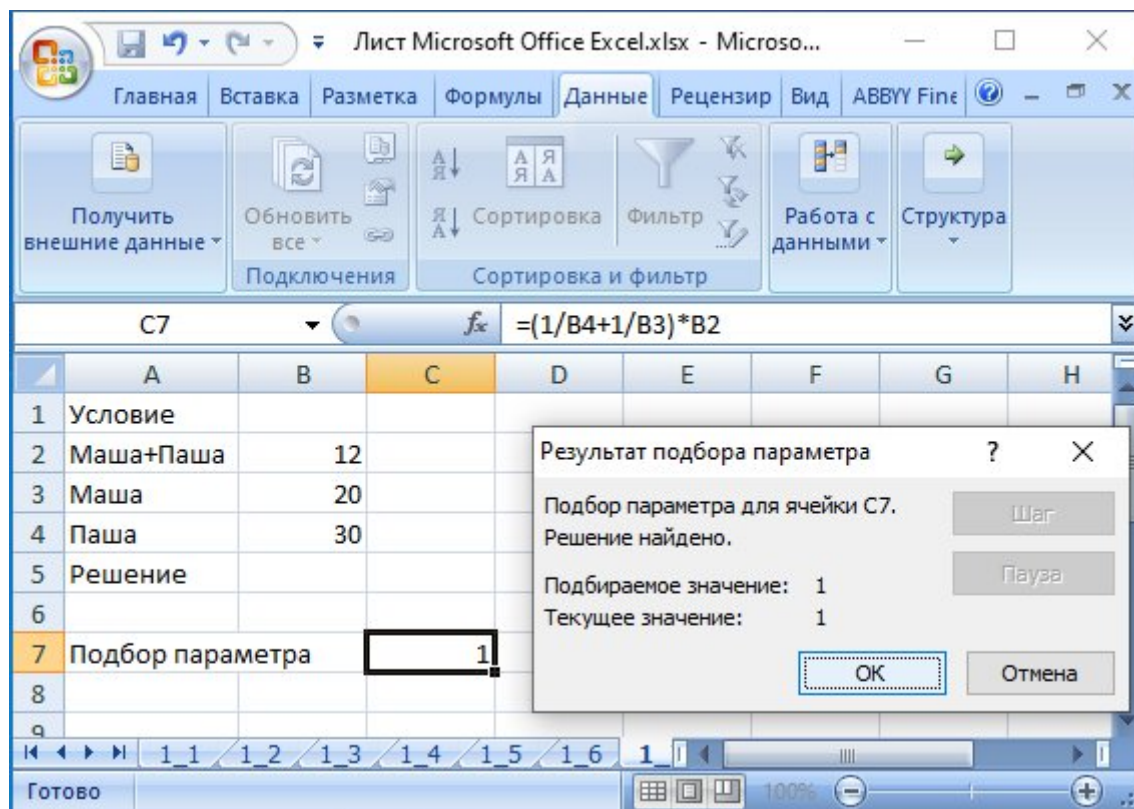 Лист Microsoft Office Excel.xlsx - Microso...
Главная Вставка Разметка Формулы Данные Рецензир Вид ABBYY Fine
Получить внешние данные
Обновить все
Подключения
А Я
Я А
А Я
Я А
Сортировка
Фильтр
Сортировка и фильтр
Работа с данными
Структура
C7 fx =(1/B4+1/B3)*B2
A B C D E F G H
1 Условие
2 Маша+Паша 12
3 Маша 20
4 Паша 30
5 Решение
6
7 Подбор параметра 1
8
9
Результат подбора параметра ? X
Подбор параметра для ячейки C7.
Решение найдено.
Подбираемое значение: 1
Текущее значение: 1
Шаг
Пауза
ОК Отмена
1_1 1_2 1_3 1_4 1_5 1_6 1_
Готово 100%